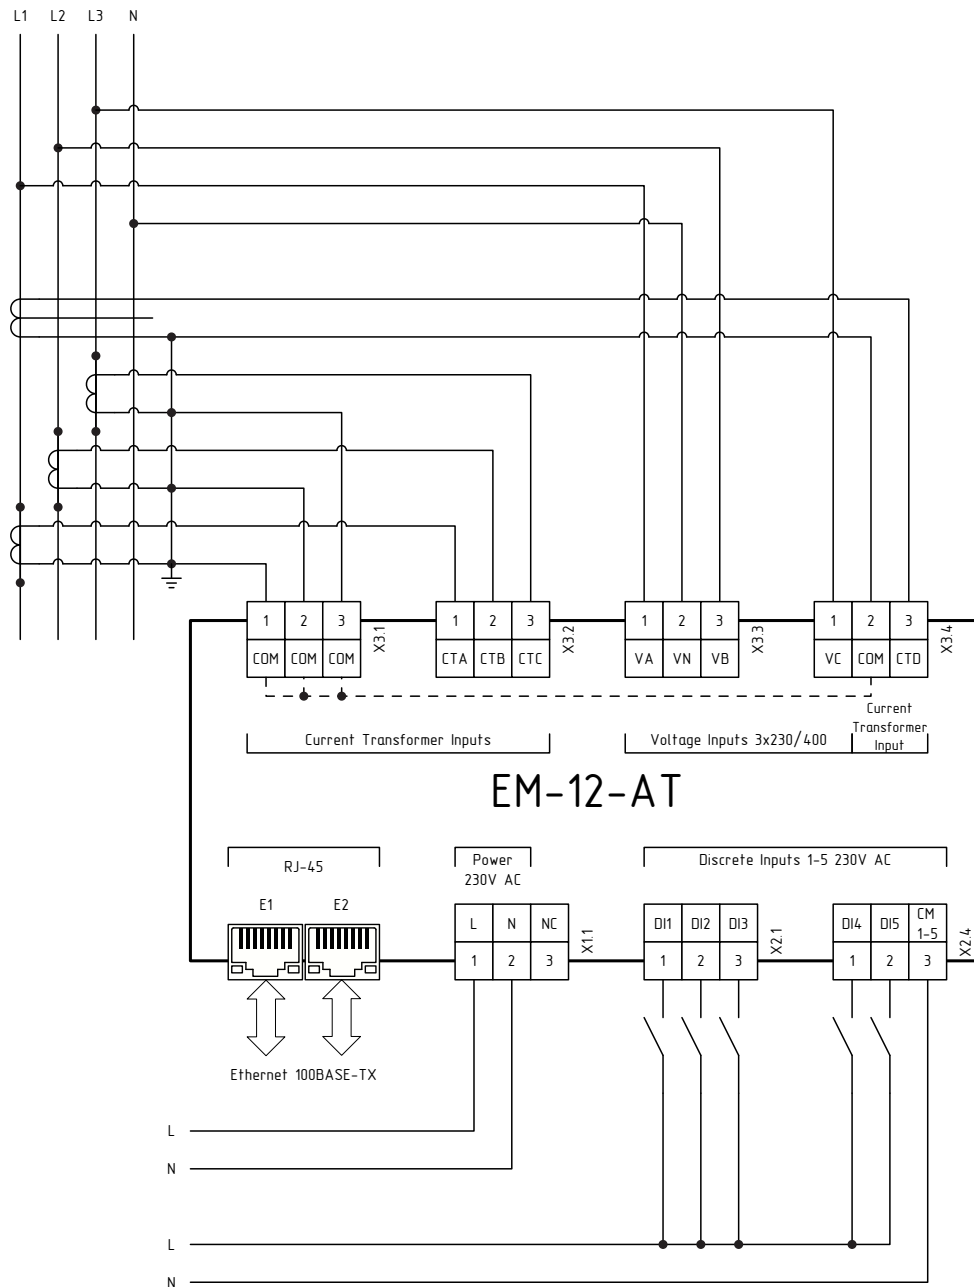 L1 L2 L3 N
1 2 3 X3.1 1 2 3 X3.2 1 2 3 X3.3 1 2 3 X3.4
COM COM COM CTA CTB CTC VA VN VB VC COM CTD
Current Transformer Inputs
Voltage Inputs 3x230/400
Current
Transformer
Input
EM-12-AT
RJ-45
Power
230V AC
Discrete Inputs 1-5 230V AC
E1 E2
L N NC X1.1 DI1 DI2 DI3 X2.1 DI4 DI5 CM
1-5 X2.4
1 2 3 1 2 3 1 2 3
Ethernet 100BASE-TX
L
N
L
N